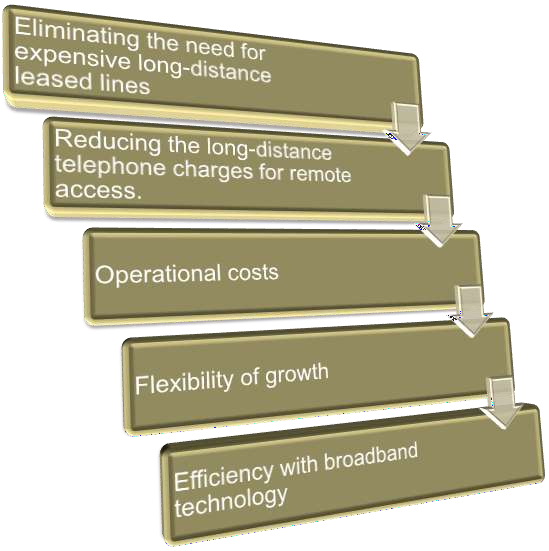 Eliminating the need for
expensive long-distance
leased lines
Reducing the long-distance
telephone charges for remote
access.
Operational costs
Flexibility of growth
Efficiency with broadband
technology